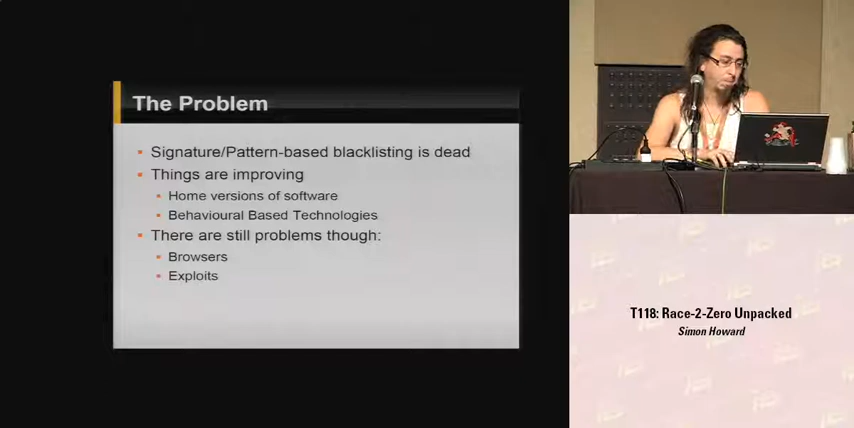 The Problem
Signature/Pattern-based blacklisting is dead
Things are improving
Home versions of software
Behavioural Based Technologies
There are still problems though:
Browsers
Exploits
T118: Race-2-Zero Unpacked
Simon Howard